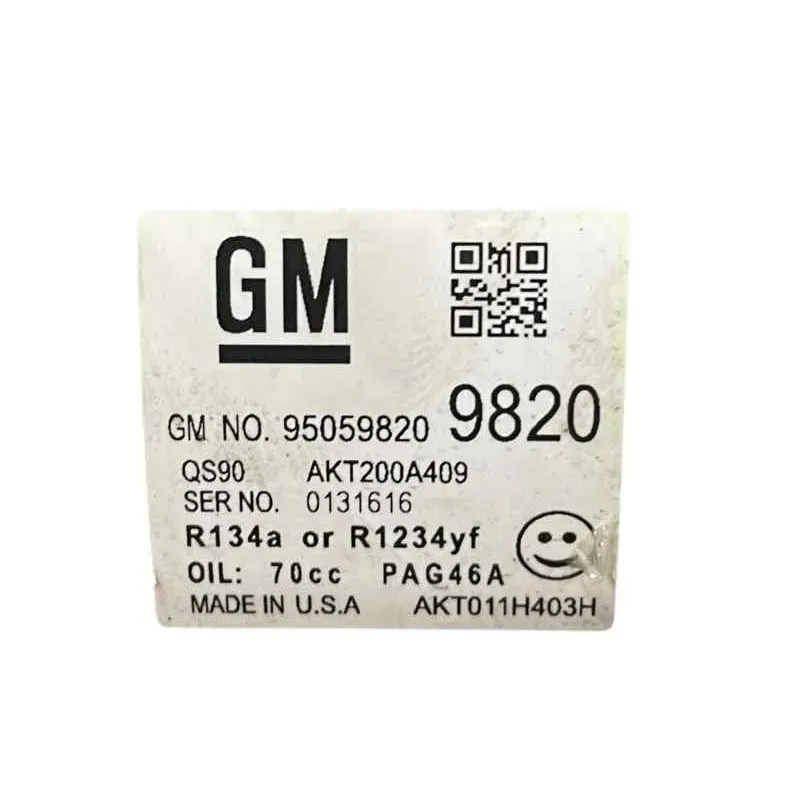 GM
GM NO. 95059820 9820
QS90 AKT200A409
SER NO. 0131616
R134a or R1234yf
OIL: 70cc PAG46A
MADE IN U.S.A AKT011H403H